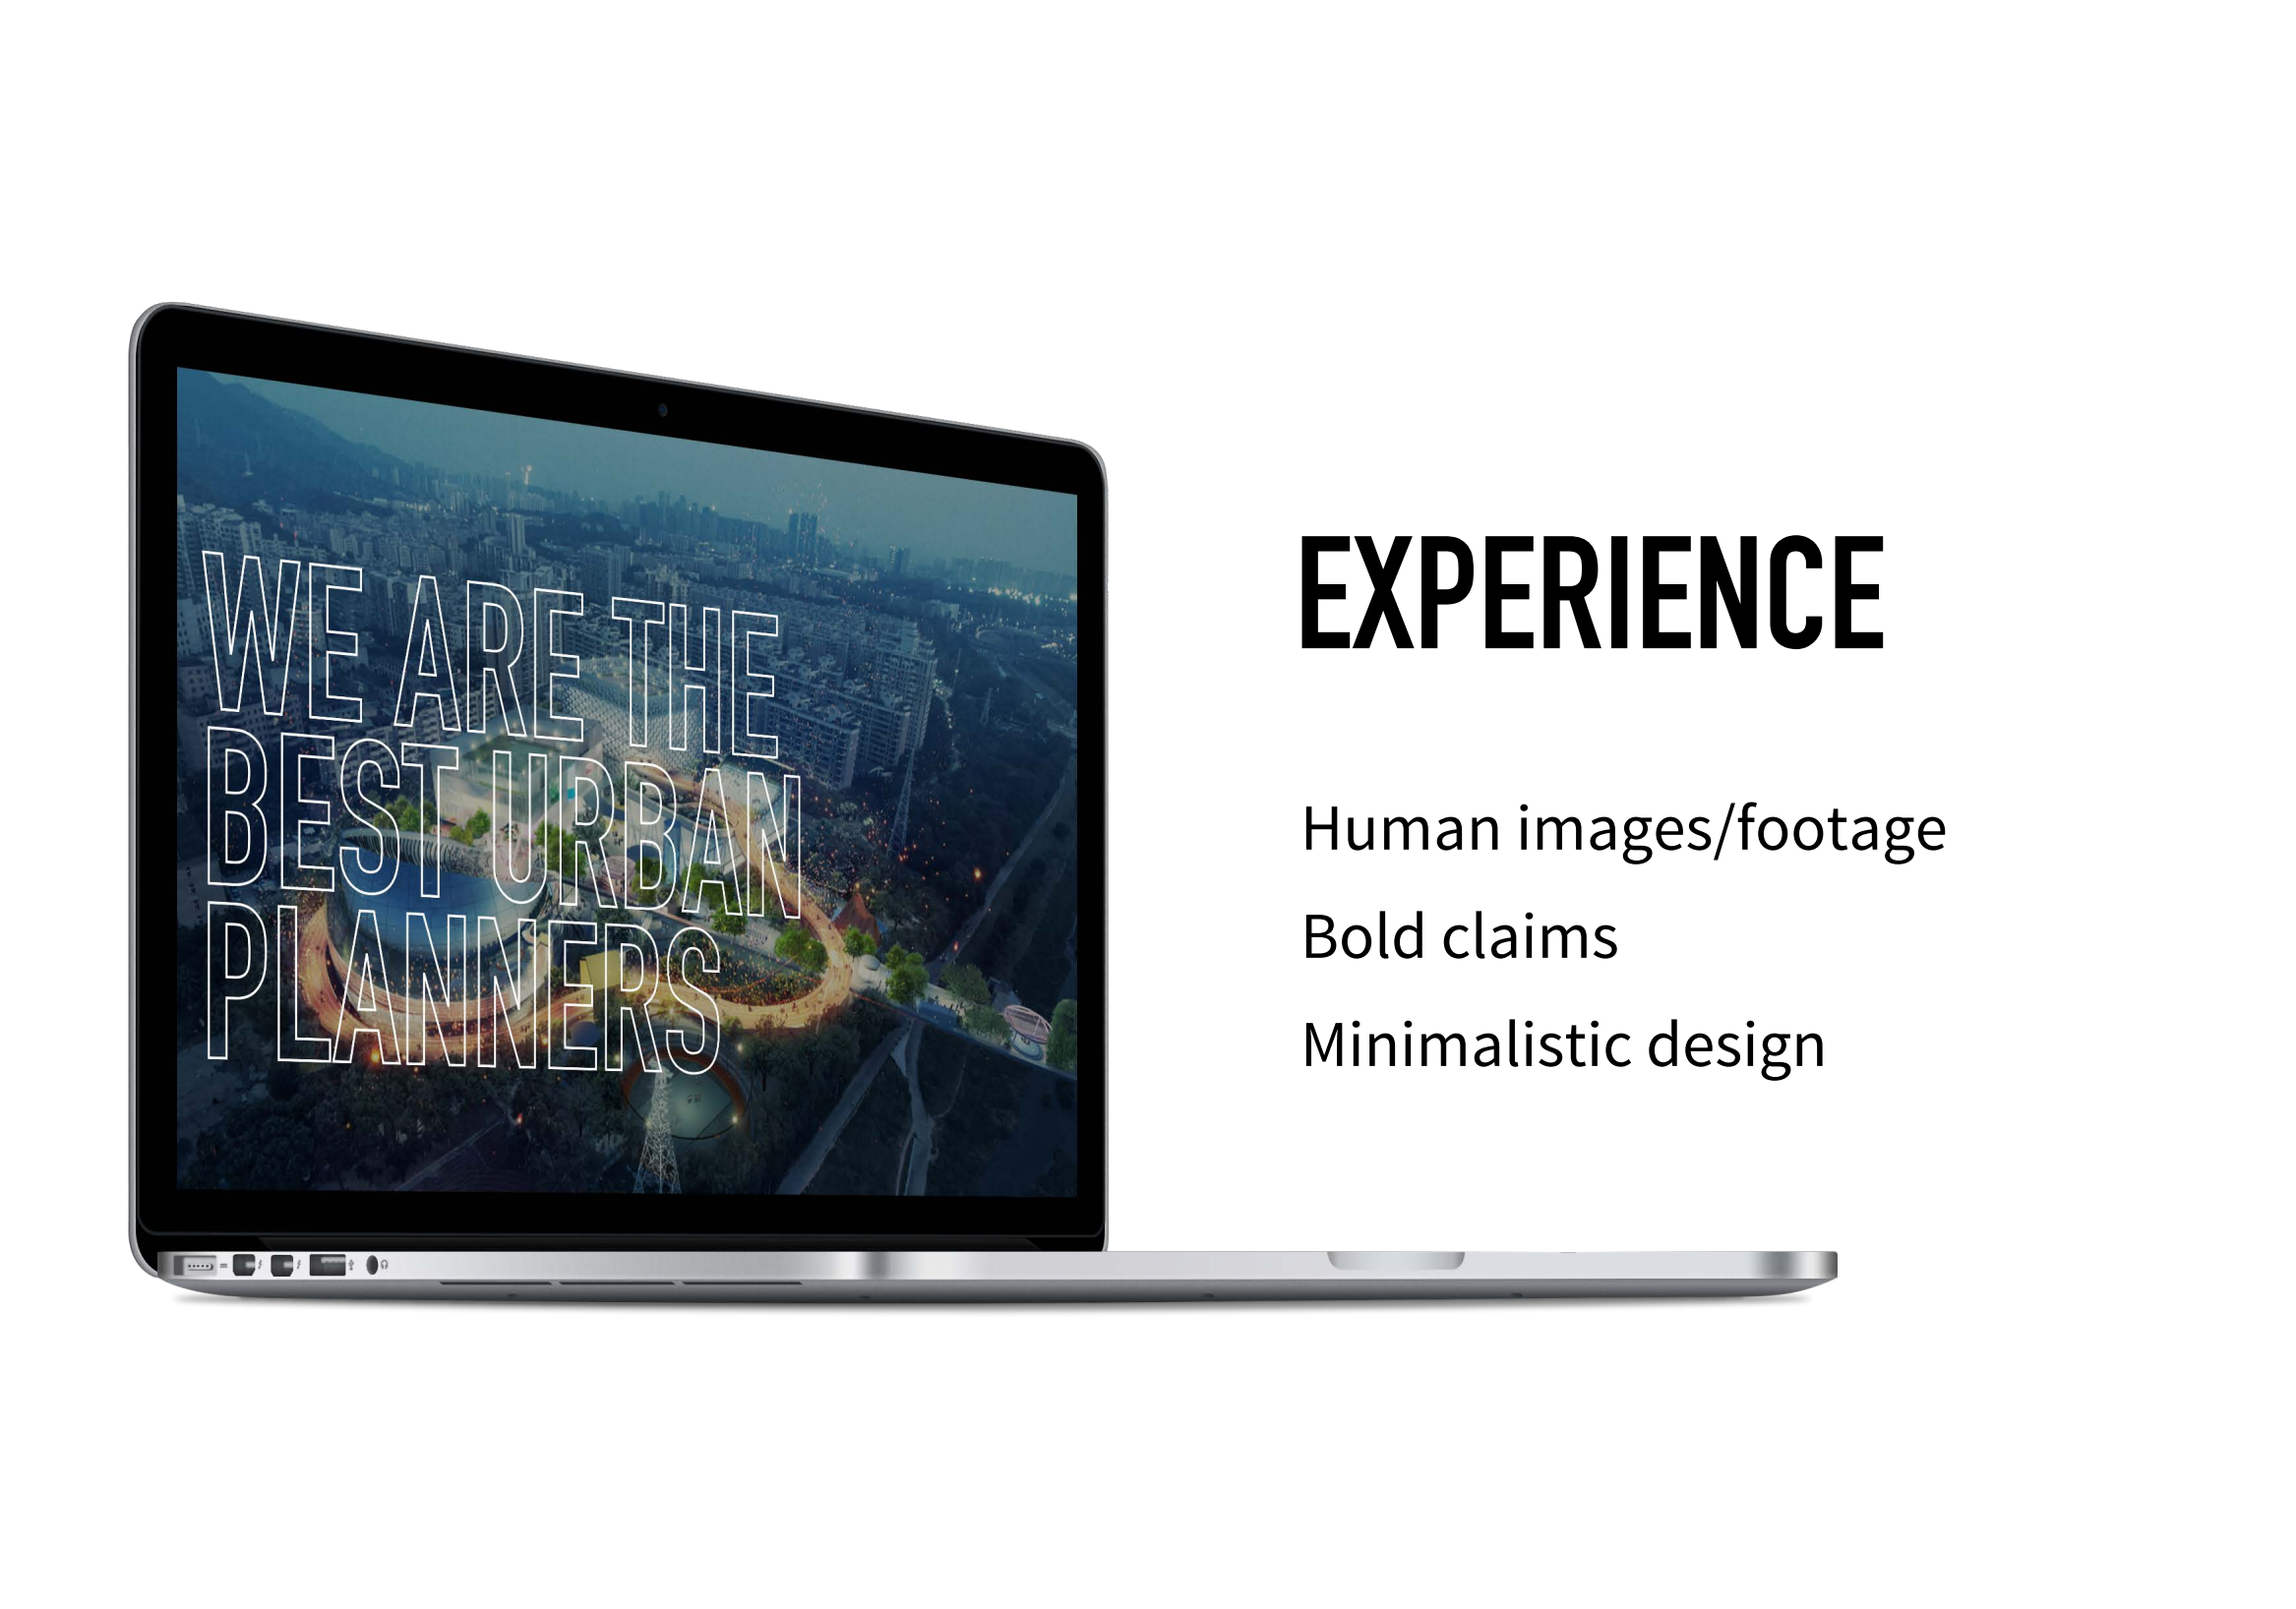 WE ARE THE
BEST URBAN
PLANNERS
EXPERIENCE
Human images/footage
Bold claims
Minimalistic design